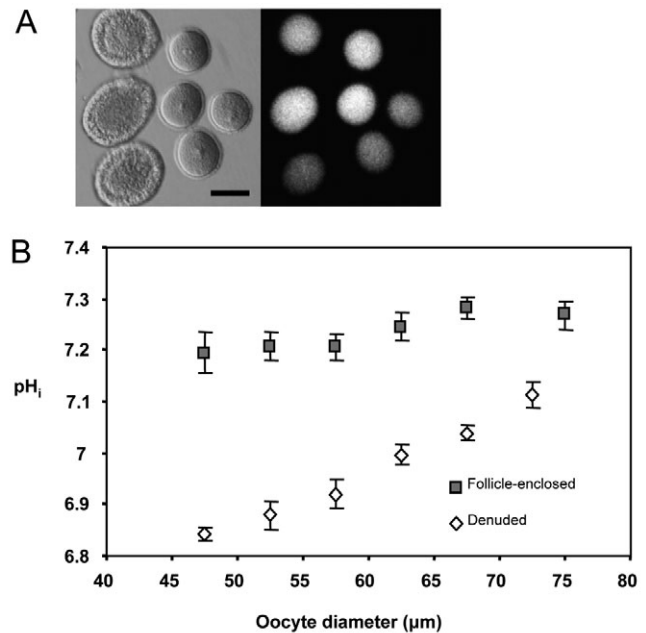 A
B
7.4
7.3
7.2
7.1
7
6.9
6.8
pHi
40 45 50 55 60 65 70 75 80
Oocyte diameter (µm)
Follicle-enclosed
Denuded